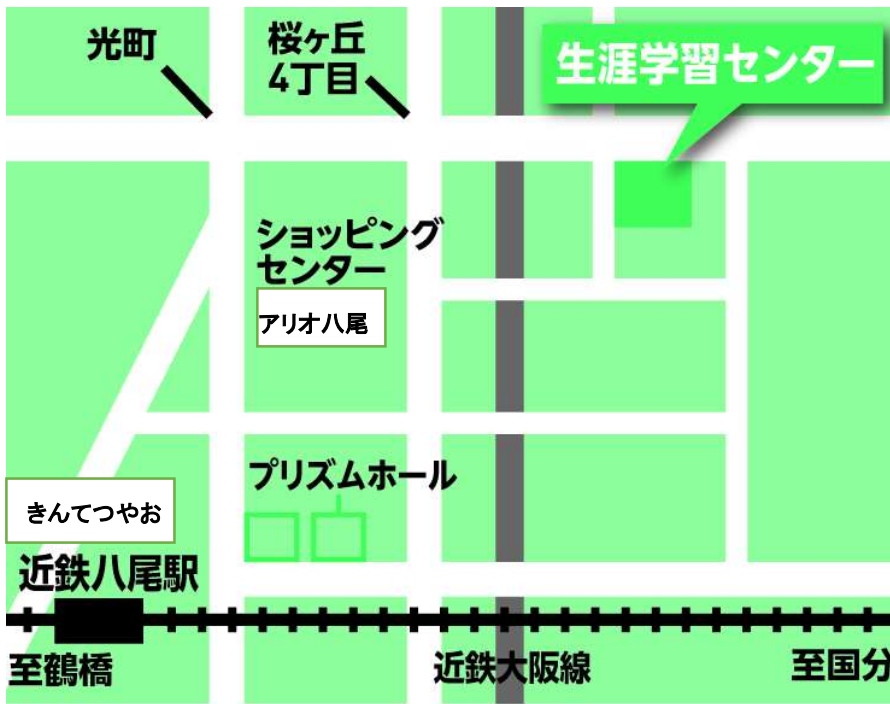 光町
桜ヶ丘
4丁目
生涯学習センター
ショッピング
センター
アリオ八尾
プリズムホール
きんてつやお
近鉄八尾駅
至鶴橋
近鉄大阪線
至国分